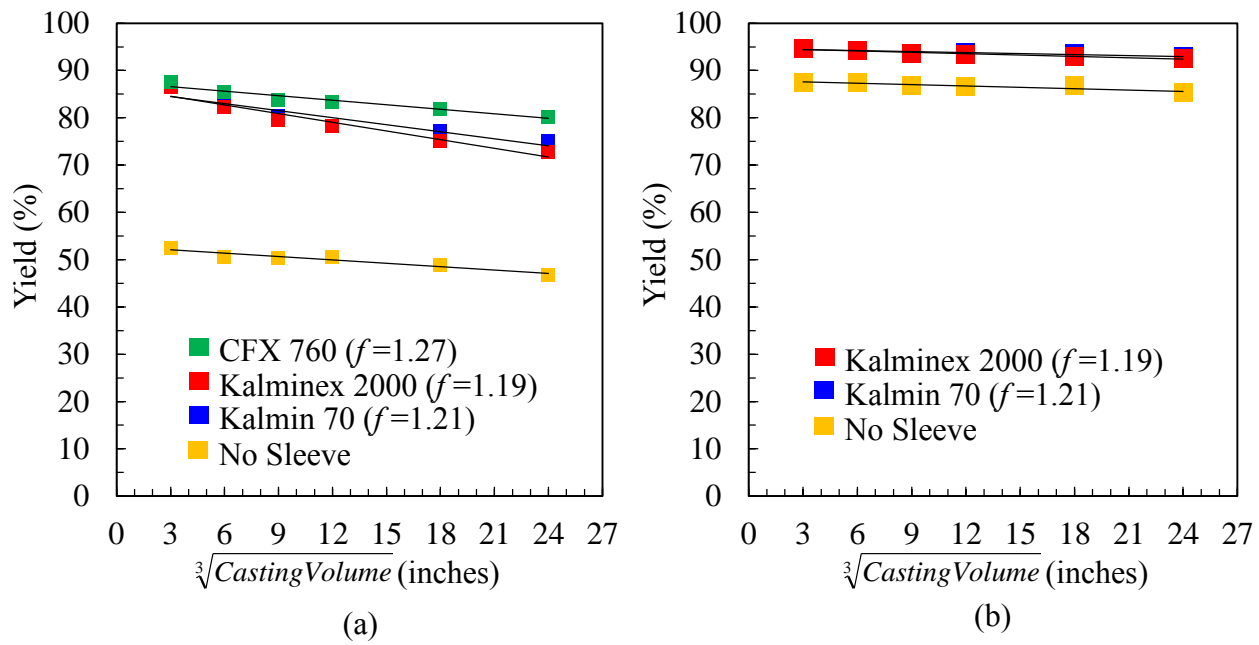 100
90
80
70
60
50
40
30
20
10
0
Yield (%)
CFX 760 (f=1.27)
Kalminex 2000 (f=1.19)
Kalmin 70 (f=1.21)
No Sleeve
0 3 6 9 12 15 18 21 24 27
∛CastingVolume (inches)
(a)
100
90
80
70
60
50
40
30
20
10
0
Yield (%)
Kalminex 2000 (f=1.19)
Kalmin 70 (f=1.21)
No Sleeve
0 3 6 9 12 15 18 21 24 27
∛CastingVolume (inches)
(b)